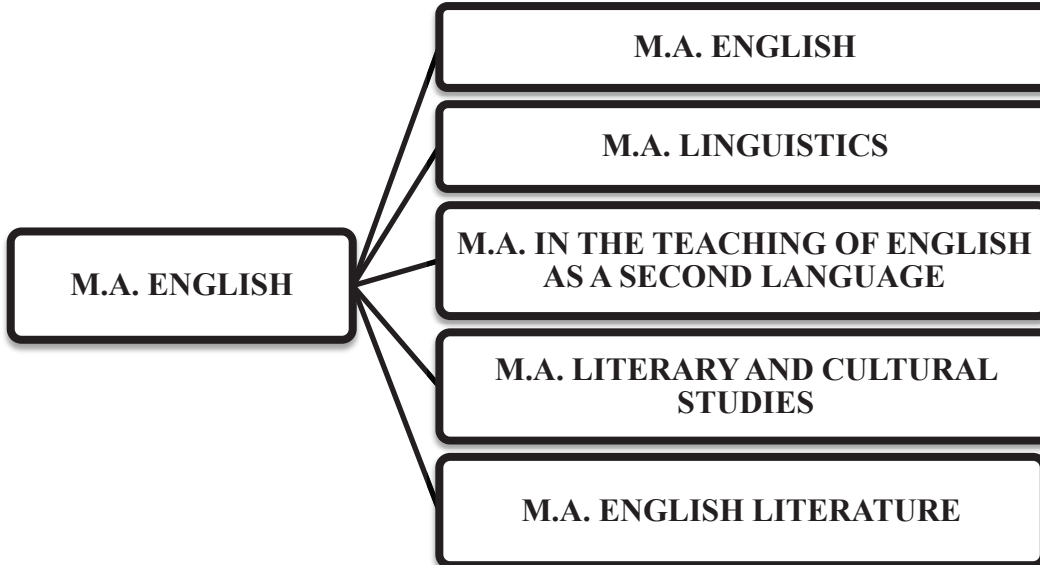 M.A. ENGLISH
M.A. ENGLISH
M.A. LINGUISTICS
M.A. IN THE TEACHING OF ENGLISH
AS A SECOND LANGUAGE
M.A. LITERARY AND CULTURAL
STUDIES
M.A. ENGLISH LITERATURE